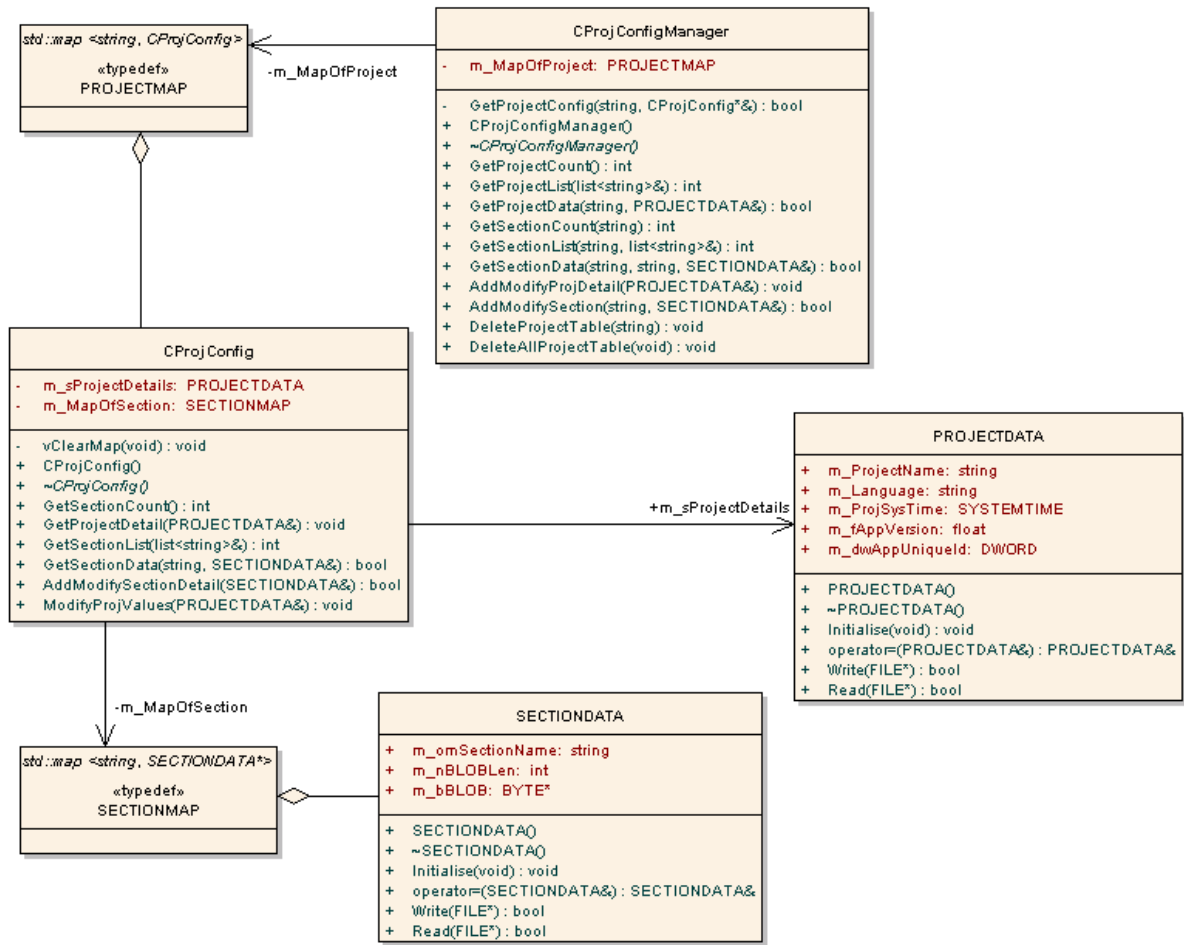 std::map <string, CProjConfig>
«typedef»
PROJECTMAP
-m_MapOfProject
CProjConfigManager
- m_MapOfProject: PROJECTMAP
- GetProjectConfig(string, CProjConfig*&) : bool
+ CProjConfigManager()
+ ~CProjConfigManager()
+ GetProjectCount() : int
+ GetProjectList(list<string>&) : int
+ GetProjectData(string, PROJECTDATA&) : bool
+ GetSectionCount(string) : int
+ GetSectionList(string, list<string>&) : int
+ GetSectionData(string, string, SECTIONDATA&) : bool
+ AddModifyProjDetail(PROJECTDATA&) : void
+ AddModifySection(string, SECTIONDATA&) : bool
+ DeleteProjectTable(string) : void
+ DeleteAllProjectTable(void) : void
CProjConfig
- m_sProjectDetails: PROJECTDATA
- m_MapOfSection: SECTIONMAP
- vClearMap(void) : void
+ CProjConfig()
+ ~CProjConfig()
+ GetSectionCount() : int
+ GetProjectDetail(PROJECTDATA&) : void
+ GetSectionList(list<string>&) : int
+ GetSectionData(string, SECTIONDATA&) : bool
+ AddModifySectionDetail(SECTIONDATA&) : bool
+ ModifyProjValues(PROJECTDATA&) : void
+m_sProjectDetails
PROJECTDATA
+ m_ProjectName: string
+ m_Language: string
+ m_ProjSysTime: SYSTEMTIME
+ m_fAppVersion: float
+ m_dwAppUniqueId: DWORD
+ PROJECTDATA()
+ ~PROJECTDATA()
+ Initialise(void) : void
+ operator=(PROJECTDATA&) : PROJECTDATA&
+ Write(FILE*) : bool
+ Read(FILE*) : bool
-m_MapOfSection
std::map <string, SECTIONDATA*>
«typedef»
SECTIONMAP
SECTIONDATA
+ m_omSectionName: string
+ m_nBLOBLen: int
+ m_bBLOB: BYTE*
+ SECTIONDATA()
+ ~SECTIONDATA()
+ Initialise(void) : void
+ operator=(SECTIONDATA&) : SECTIONDATA&
+ Write(FILE*) : bool
+ Read(FILE*) : bool